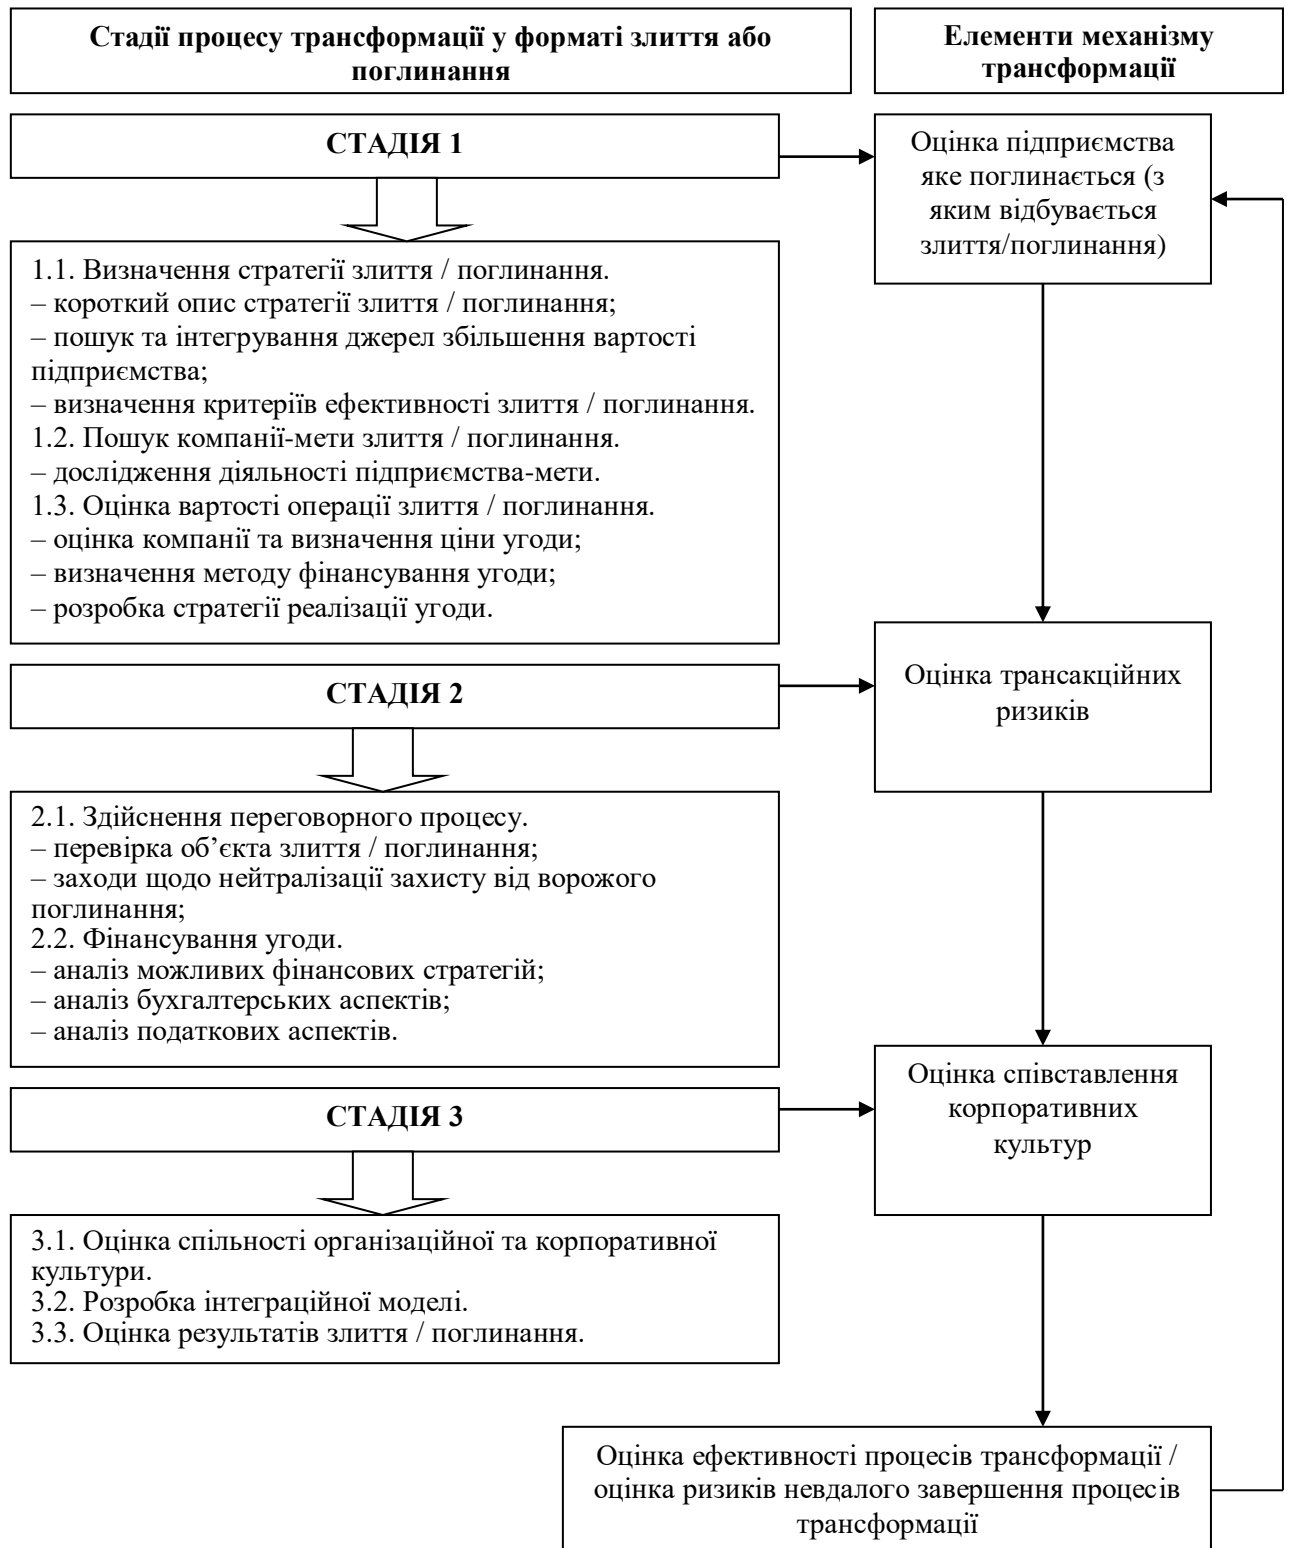 Стадії процесу трансформації у форматі злиття або
поглинання
Елементи механізму
трансформації
СТАДІЯ 1
Оцінка підприємства
яке поглинається (з
яким відбувається
злиття/поглинання)
1.1. Визначення стратегії злиття / поглинання.
– короткий опис стратегії злиття / поглинання;
– пошук та інтегрування джерел збільшення вартості
підприємства;
– визначення критеріїв ефективності злиття / поглинання.
1.2. Пошук компанії-мети злиття / поглинання.
– дослідження діяльності підприємства-мети.
1.3. Оцінка вартості операції злиття / поглинання.
– оцінка компанії та визначення ціни угоди;
– визначення методу фінансування угоди;
– розробка стратегії реалізації угоди.
СТАДІЯ 2
Оцінка трансакційних
ризиків
2.1. Здійснення переговорного процесу.
– перевірка об’єкта злиття / поглинання;
– заходи щодо нейтралізації захисту від ворожого
поглинання;
2.2. Фінансування угоди.
– аналіз можливих фінансових стратегій;
– аналіз бухгалтерських аспектів;
– аналіз податкових аспектів.
СТАДІЯ 3
Оцінка співставлення
корпоративних
культур
3.1. Оцінка спільності організаційної та корпоративної
культури.
3.2. Розробка інтеграційної моделі.
3.3. Оцінка результатів злиття / поглинання.
Оцінка ефективності процесів трансформації /
оцінка ризиків невдалого завершення процесів
трансформації